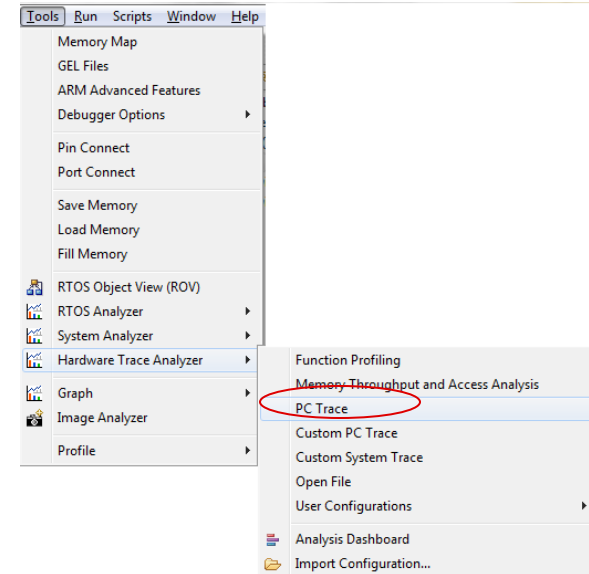 Tools Run Scripts Window Help
Memory Map
GEL Files
ARM Advanced Features
Debugger Options
Pin Connect
Port Connect
Save Memory
Load Memory
Fill Memory
RTOS Object View (ROV)
RTOS Analyzer
System Analyzer
Hardware Trace Analyzer
Graph
Image Analyzer
Profile
Function Profiling
Memory Throughput and Access Analysis
PC Trace
Custom PC Trace
Custom System Trace
Open File
User Configurations
Analysis Dashboard
Import Configuration...